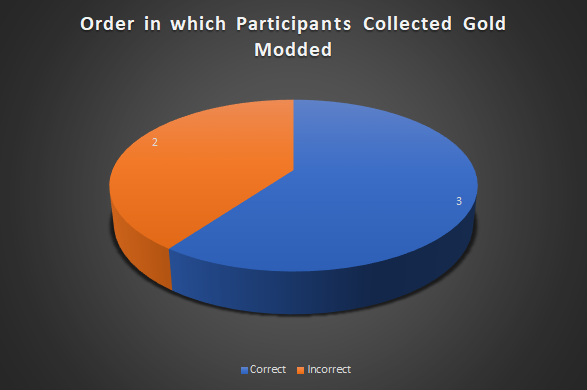 Order in which Participants Collected Gold
Modded
2
3
Correct Incorrect